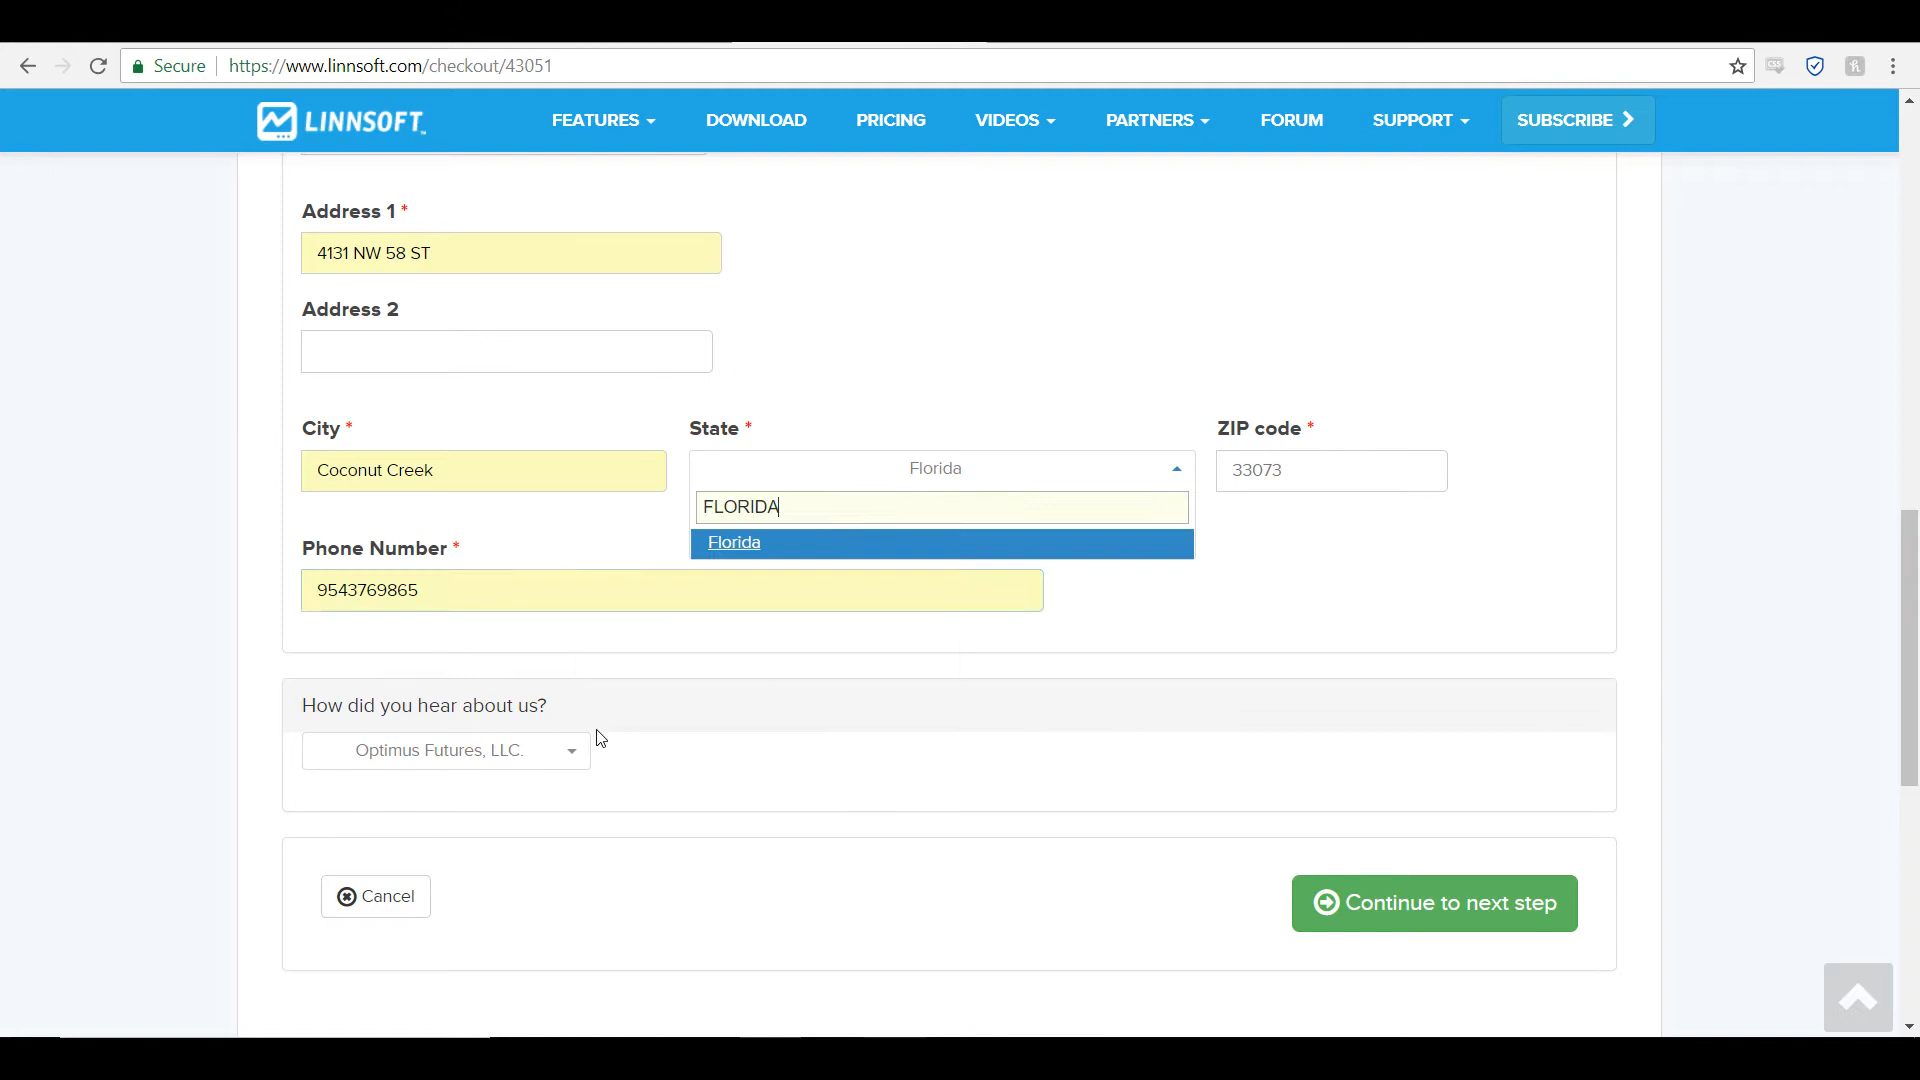 Secure https://www.linnsoft.com/checkout/43051
CSS h
LINNSOFT FEATURES DOWNLOAD PRICING VIDEOS PARTNERS FORUM SUPPORT SUBSCRIBE
Address 1 *
4131 NW 58 ST
Address 2
City * State * ZIP code *
Coconut Creek Florida 33073
FLORIDA
Florida
Phone Number *
9543769865
How did you hear about us?
Optimus Futures, LLC.
Cancel Continue to next step